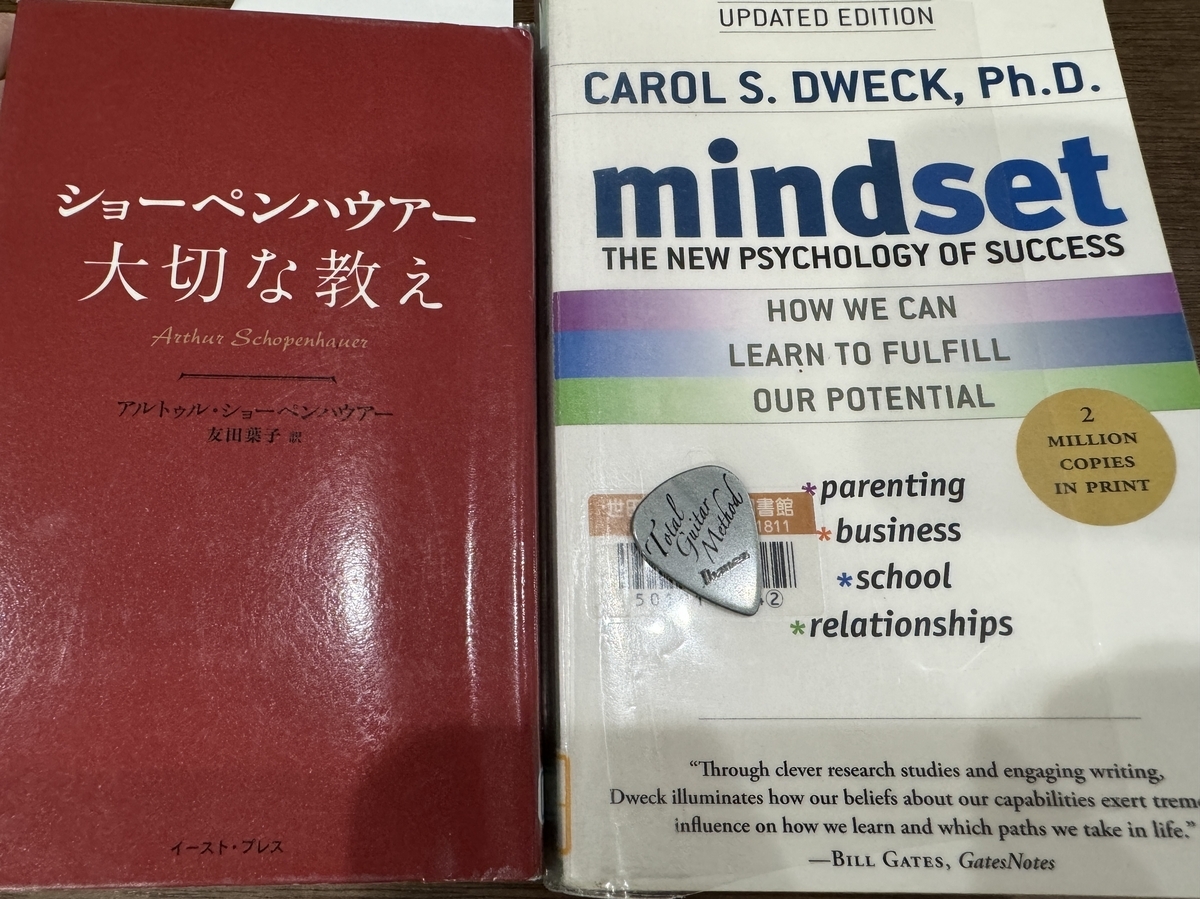 ショーペンハウアー
大切な教え
Arthur Schopenhauer
アルトゥル・ショーペンハウアー
友田葉子 訳
イースト・プレス
UPDATED EDITION
CAROL S. DWECK, Ph.D.
mindset
THE NEW PSYCHOLOGY OF SUCCESS
HOW WE CAN
LEARN TO FULFILL
OUR POTENTIAL
2
MILLION
COPIES
IN PRINT
*parenting
*business
*school
*relationships
書館
1811
②
Total
Guitar
Method
Ibanez
“Through clever research studies and engaging writing,
Dweck illuminates how our beliefs about our capabilities exert
influence on how we learn and which paths we take in life.”
—BILL GATES, GatesNotes